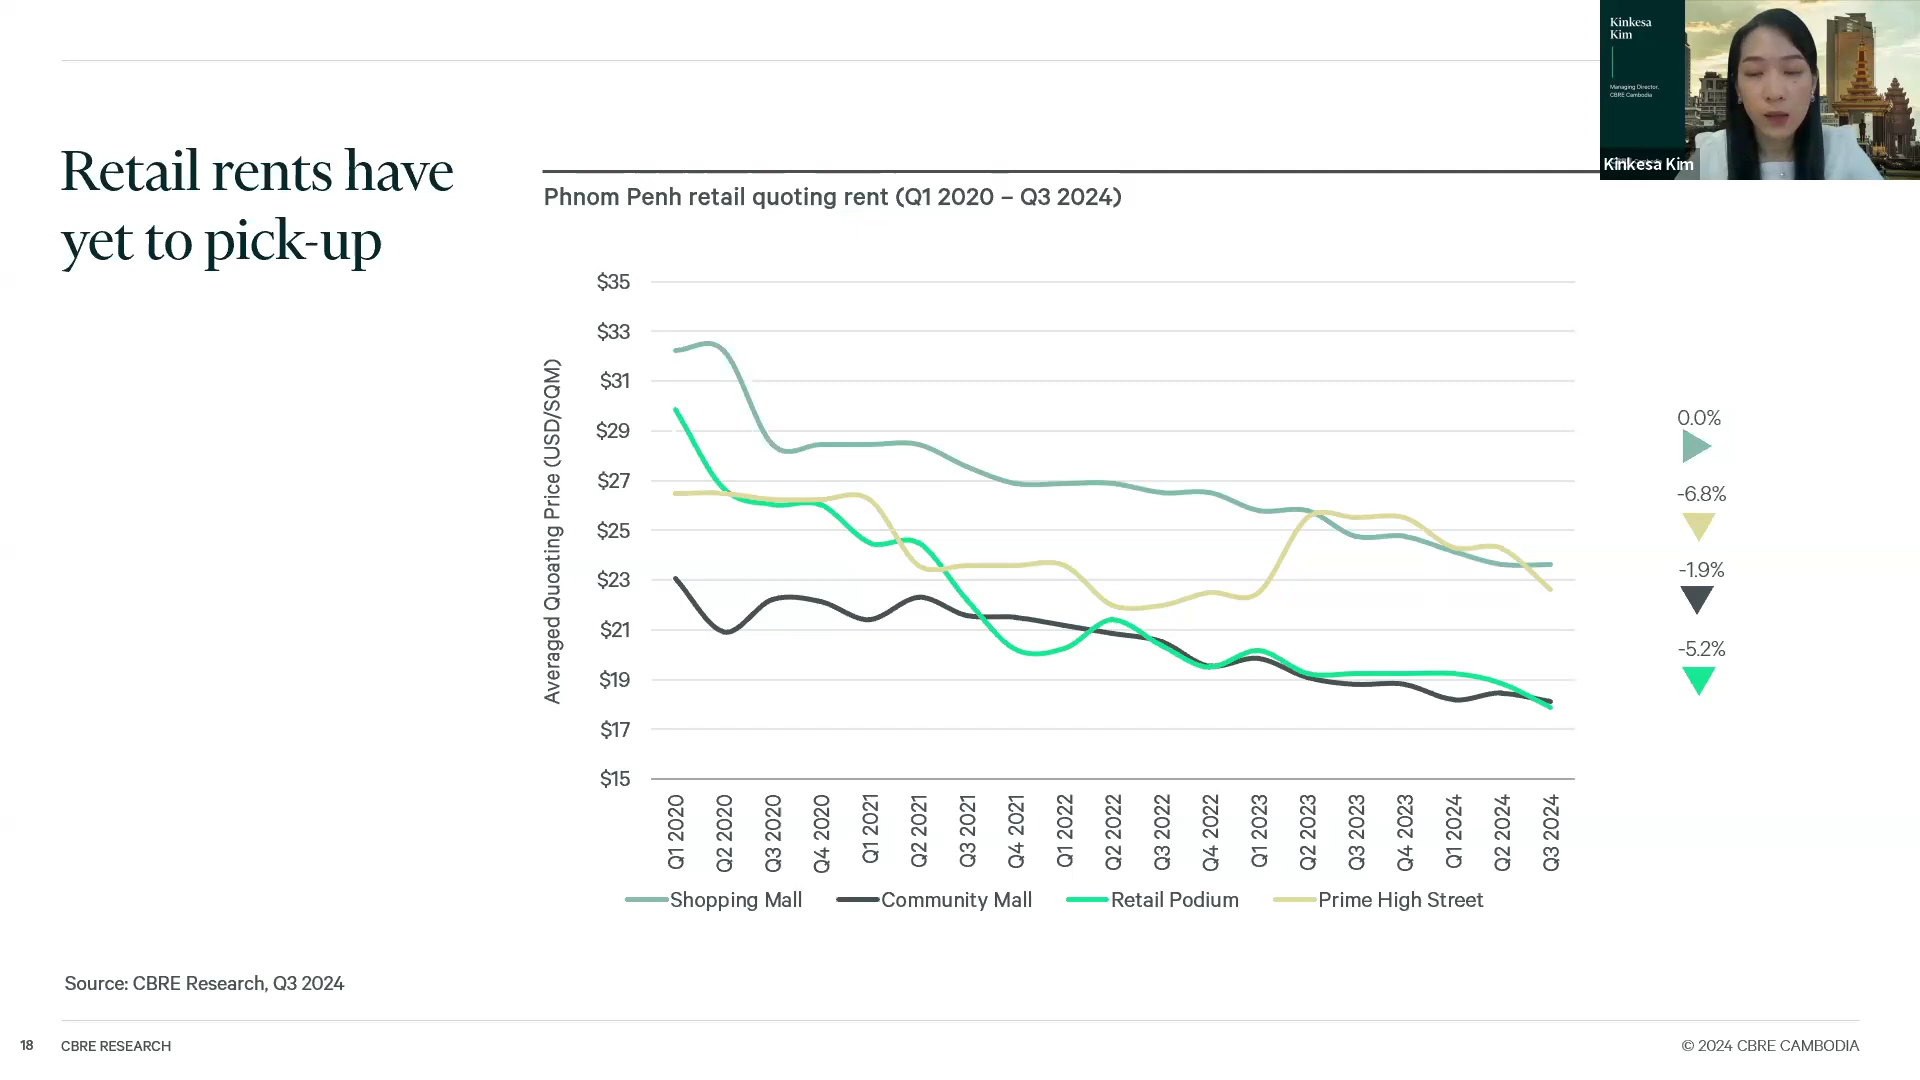 Kinkesa
Kim
Managing Director,
CBRE Cambodia
Kinkesa Kim
Retail rents have
yet to pick-up
Phnom Penh retail quoting rent (Q1 2020 – Q3 2024)
Averaged Quoating Price (USD/SQM)
$35
$33
$31
$29
$27
$25
$23
$21
$19
$17
$15
Q1 2020
Q2 2020
Q3 2020
Q4 2020
Q1 2021
Q2 2021
Q3 2021
Q4 2021
Q1 2022
Q2 2022
Q3 2022
Q4 2022
Q1 2023
Q2 2023
Q3 2023
Q4 2023
Q1 2024
Q2 2024
Q3 2024
Shopping Mall
Community Mall
Retail Podium
Prime High Street
0.0%
-6.8%
-1.9%
-5.2%
Source: CBRE Research, Q3 2024
18 CBRE RESEARCH
© 2024 CBRE CAMBODIA